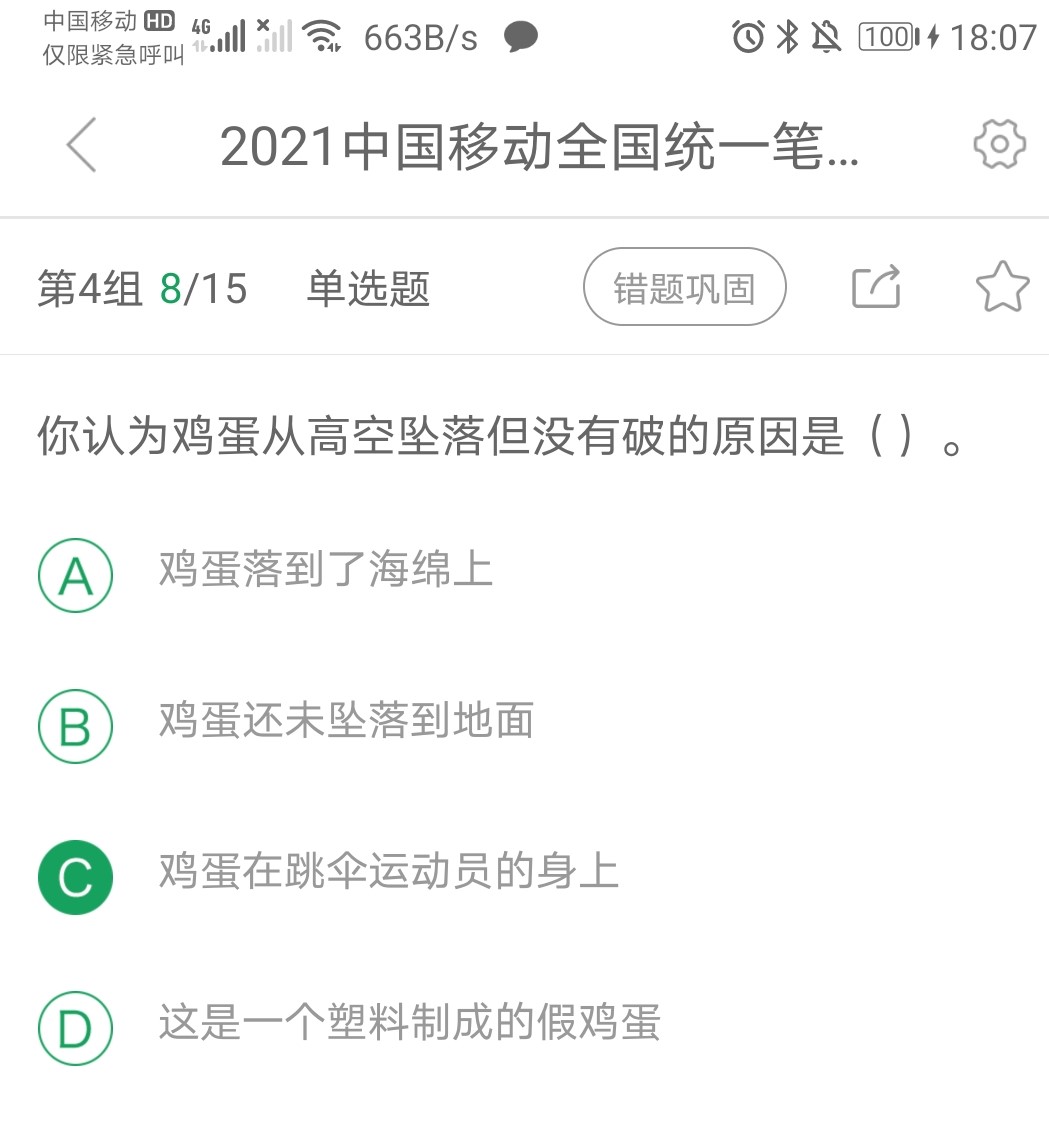 中国移动 HD 4G 663B/s 100 18:07
仅限紧急呼叫
2021中国移动全国统一笔...
第4组 8/15 单选题 错题巩固
你认为鸡蛋从高空坠落但没有破的原因是（）。
A 鸡蛋落到了海绵上
B 鸡蛋还未坠落到地面
C 鸡蛋在跳伞运动员的身上
D 这是一个塑料制成的假鸡蛋